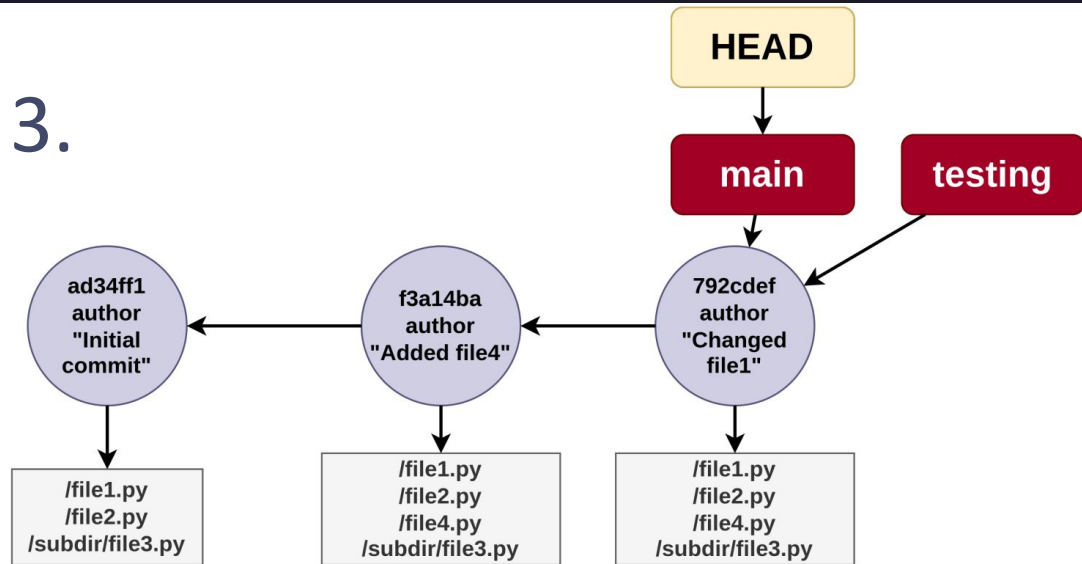 HEAD
3.
main
testing
ad34ff1
author
"Initial
commit"
f3a14ba
author
"Added file4"
792cdef
author
"Changed
file1"
/file1.py
/file2.py
/subdir/file3.py
/file1.py
/file2.py
/file4.py
/subdir/file3.py
/file1.py
/file2.py
/file4.py
/subdir/file3.py